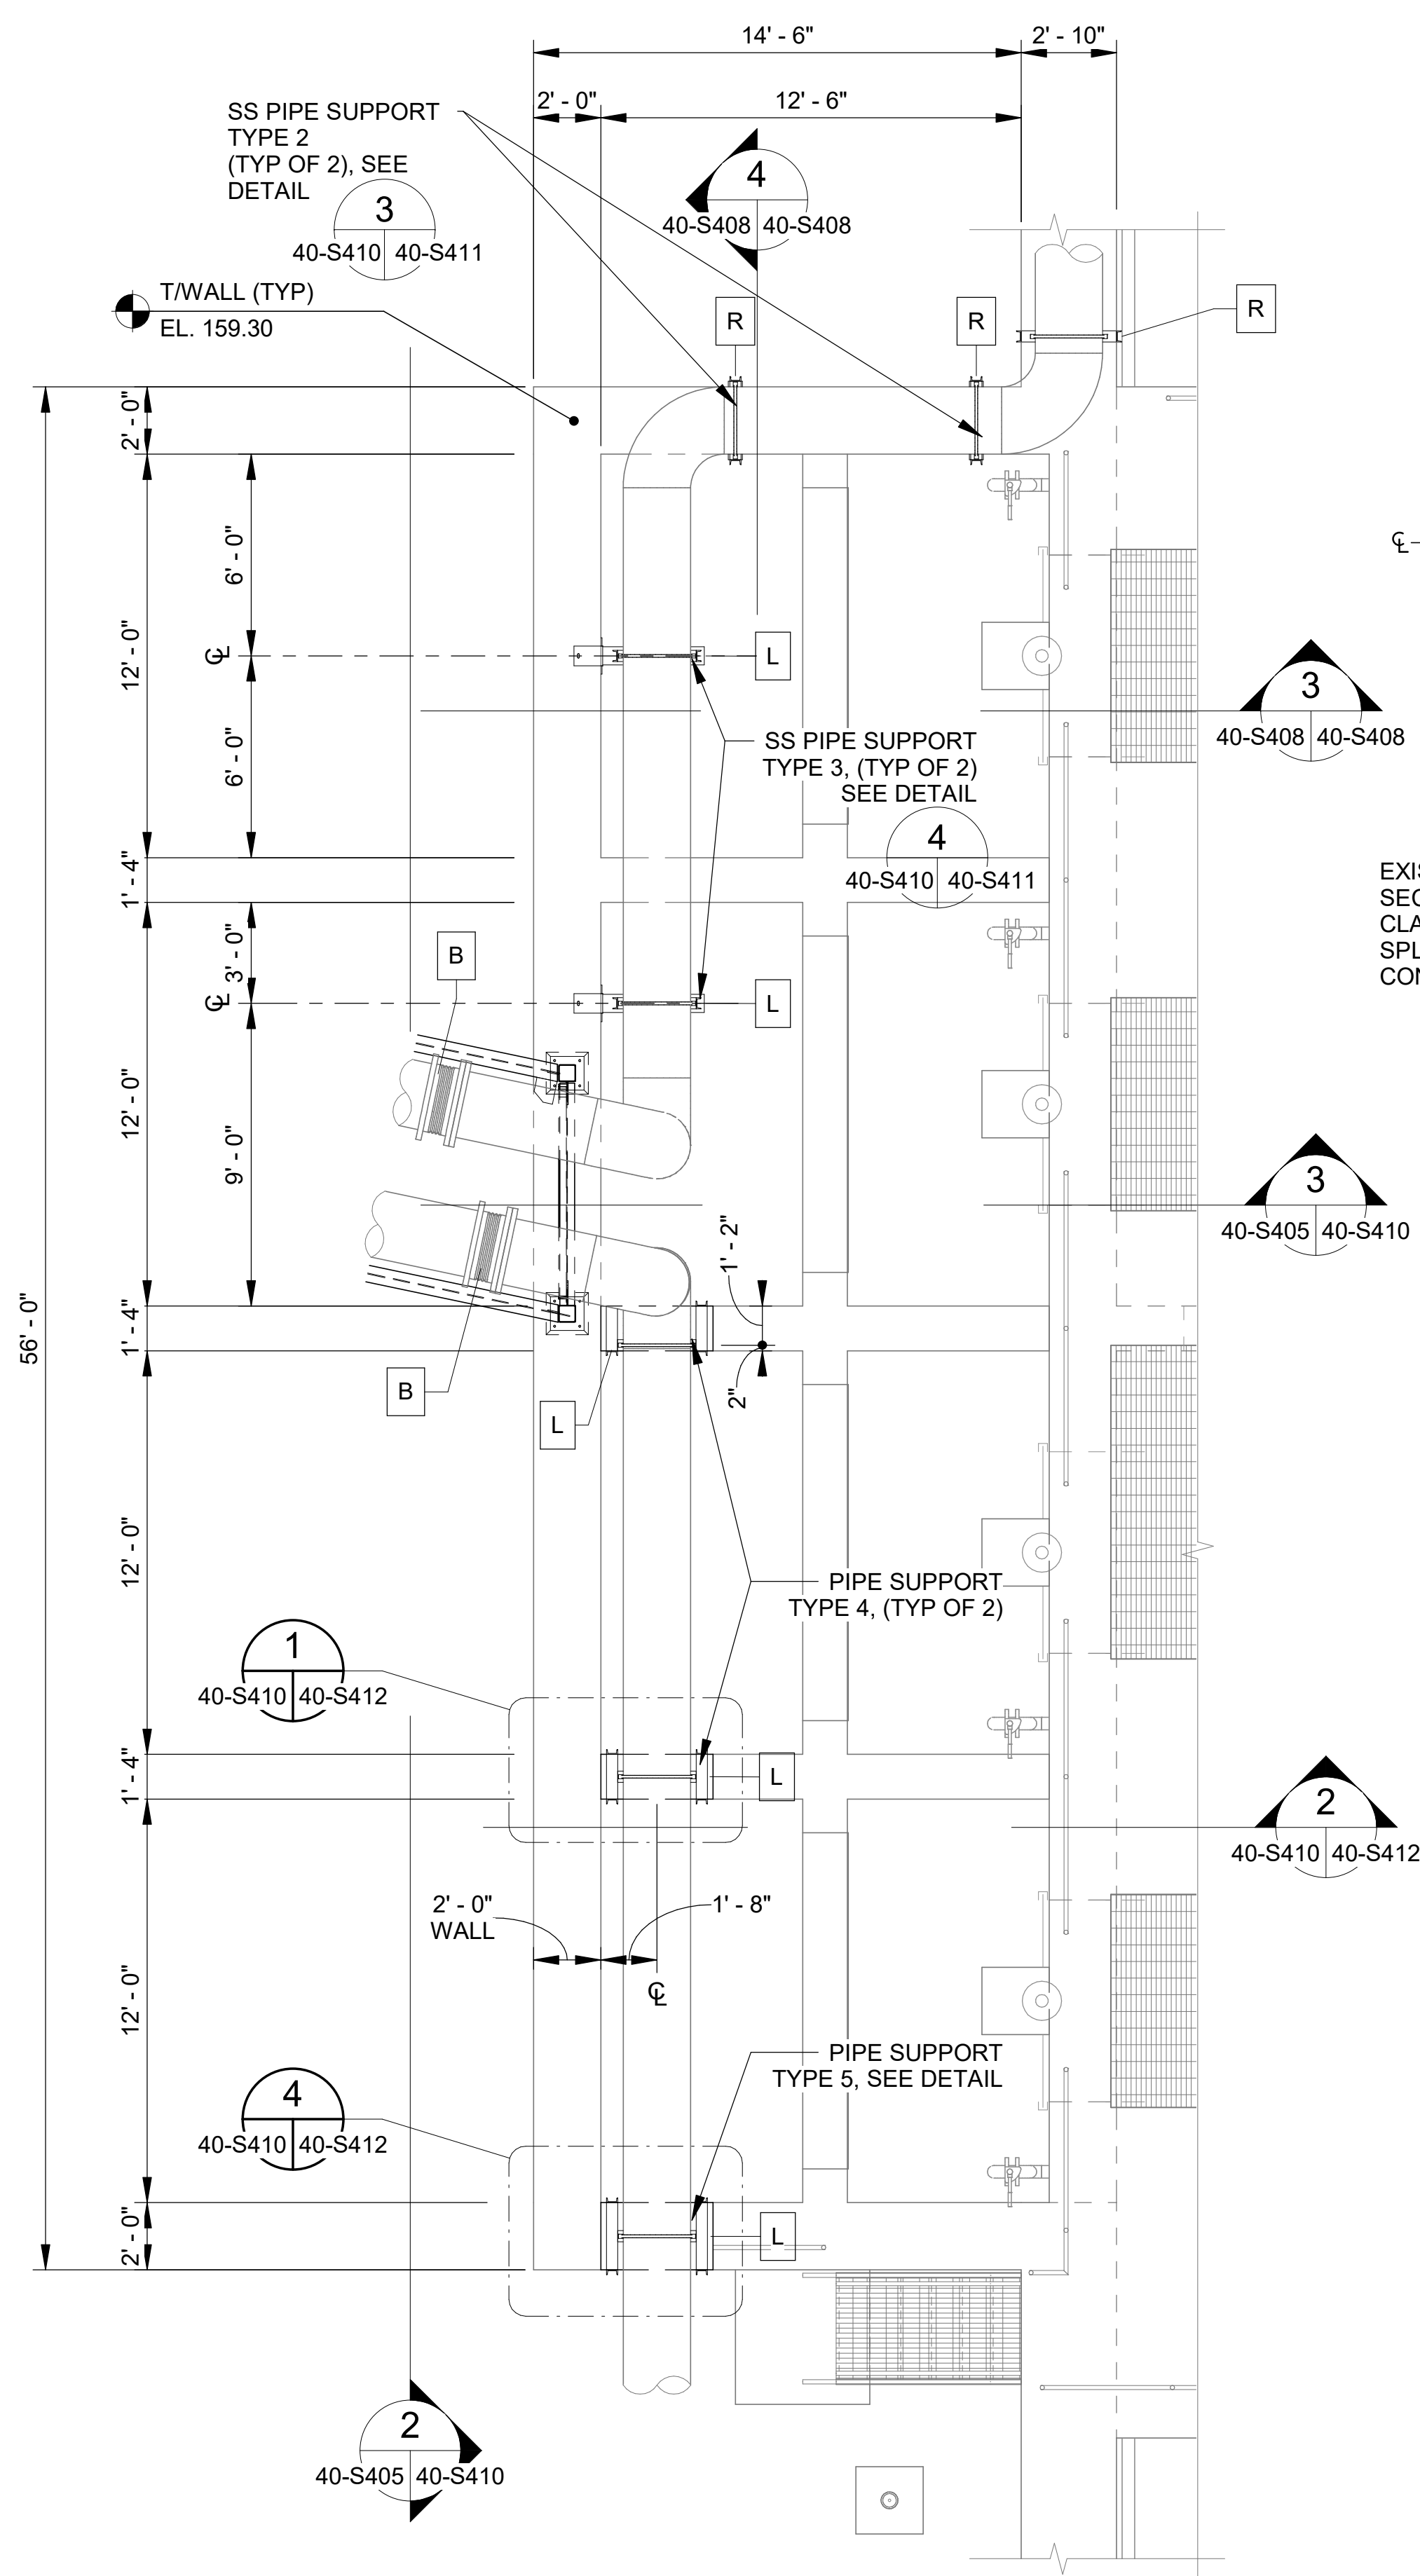 14' - 6"
2' - 10"
2' - 0"
12' - 6"
SS PIPE SUPPORT
TYPE 2
(TYP OF 2), SEE
DETAIL
3
40-S410 40-S411
4
40-S408 40-S408
T/WALL (TYP)
EL. 159.30
R
R
R
2' - 0"
6' - 0"
12' - 0"
6' - 0"
℄
℄
L
SS PIPE SUPPORT
TYPE 3, (TYP OF 2)
SEE DETAIL
4
40-S410 40-S411
3
40-S408 40-S408
1' - 4"
EXIS
SEC
CLA
SPL
CON
3' - 0"
B
℄
L
12' - 0"
9' - 0"
3
40-S405 40-S410
1' - 2"
56' - 0"
1' - 4"
2"
B
L
12' - 0"
PIPE SUPPORT
TYPE 4, (TYP OF 2)
1
40-S410 40-S412
1' - 4"
L
2
40-S410 40-S412
2' - 0"
WALL
1' - 8"
℄
12' - 0"
PIPE SUPPORT
TYPE 5, SEE DETAIL
4
40-S410 40-S412
2' - 0"
L
2
40-S405 40-S410